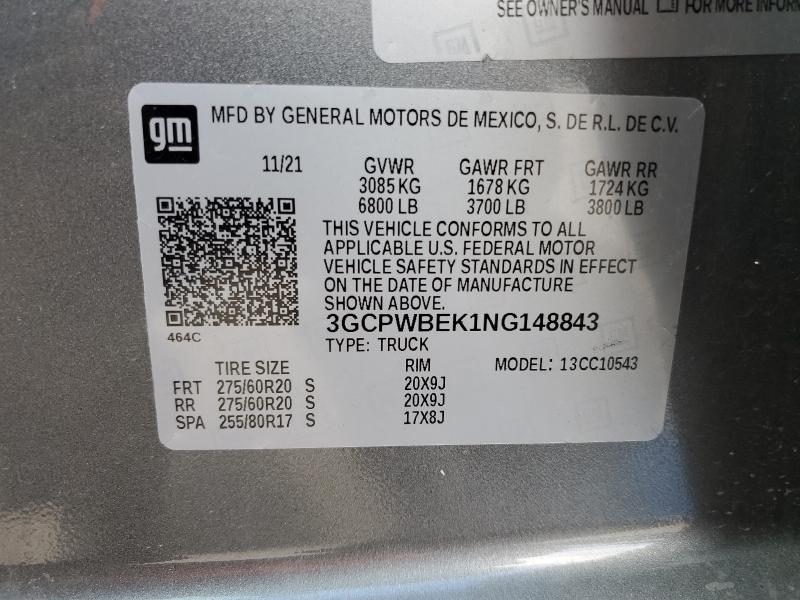 SEE OWNER'S MANUAL FOR MORE
gm
MFD BY GENERAL MOTORS DE MEXICO, S. DE R.L. DE C.V.
11/21 GVWR GAWR FRT GAWR RR
3085 KG 1678 KG 1724 KG
6800 LB 3700 LB 3800 LB
THIS VEHICLE CONFORMS TO ALL
APPLICABLE U.S. FEDERAL MOTOR
VEHICLE SAFETY STANDARDS IN EFFECT
ON THE DATE OF MANUFACTURE
SHOWN ABOVE.
464C
3GCPWBEK1NG148843
TYPE: TRUCK
TIRE SIZE RIM MODEL: 13CC10543
FRT 275/60R20 S 20X9J
RR 275/60R20 S 20X9J
SPA 255/80R17 S 17X8J